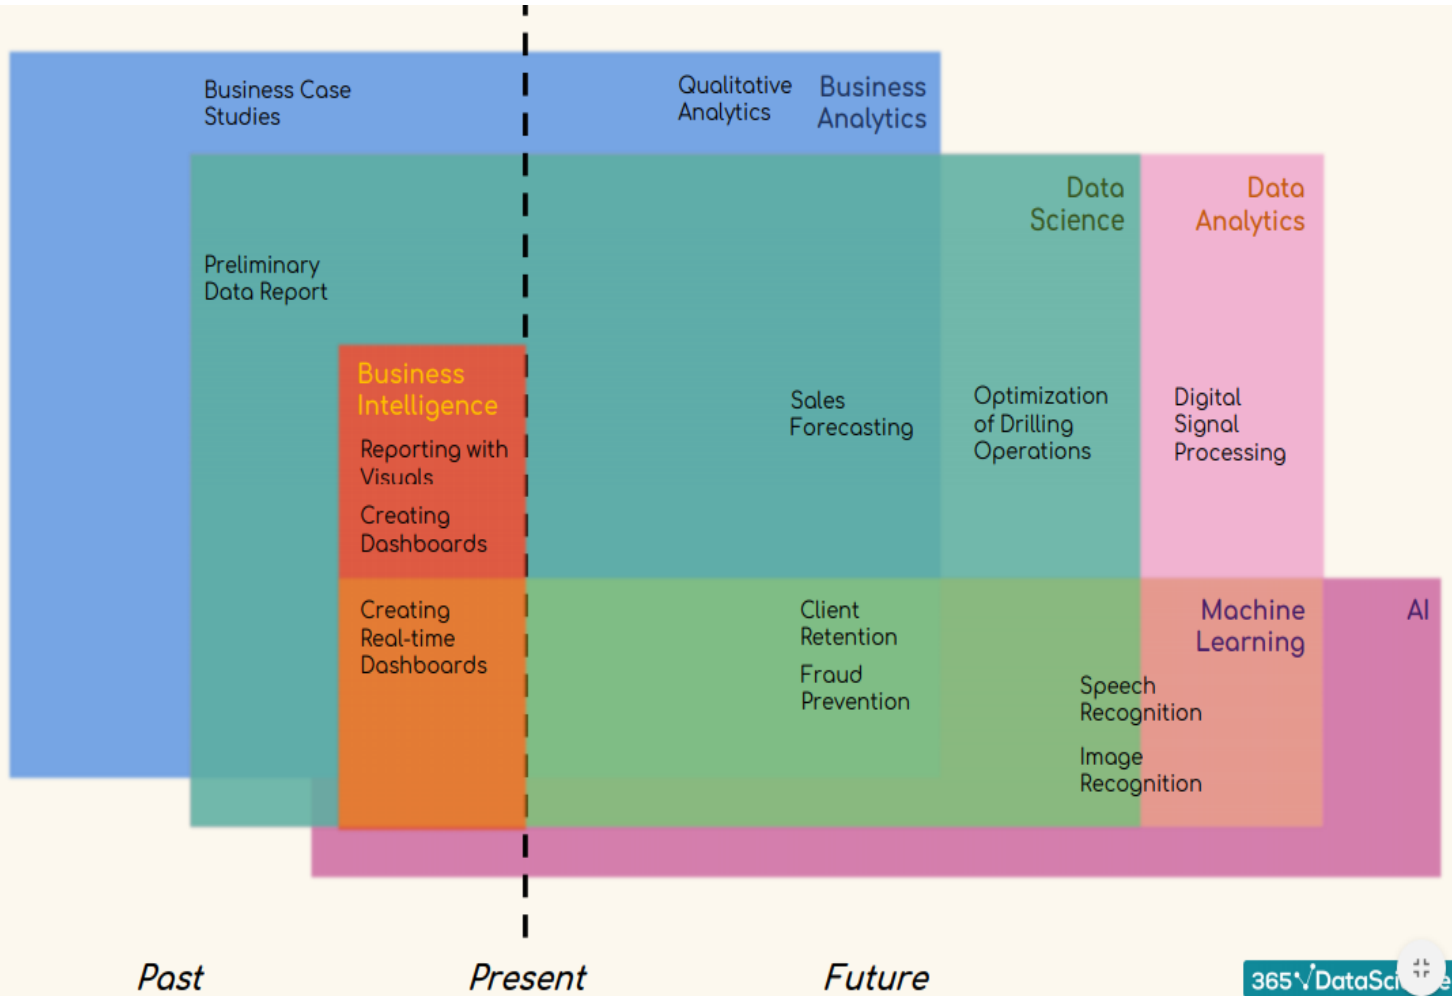 Business Case
Studies
Qualitative
Analytics
Business
Analytics
Data
Science
Data
Analytics
Preliminary
Data Report
Business
Intelligence
Reporting with
Visuals
Creating
Dashboards
Sales
Forecasting
Optimization
of Drilling
Operations
Digital
Signal
Processing
Creating
Real-time
Dashboards
Client
Retention
Fraud
Prevention
Machine
Learning
AI
Speech
Recognition
Image
Recognition
Past
Present
Future
365